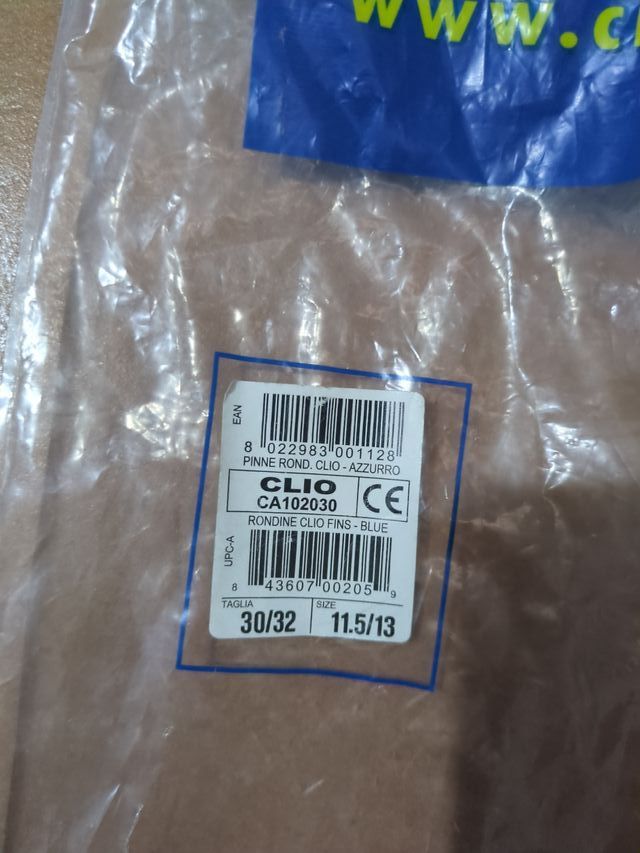 www.c
EAN
8 022983 001128
PINNE ROND. CLIO - AZZURRO
CLIO
CA102030
CE
RONDINE CLIO FINS - BLUE
UPC-A
8 43607 00205 9
TAGLIA SIZE
30/32 11.5/13